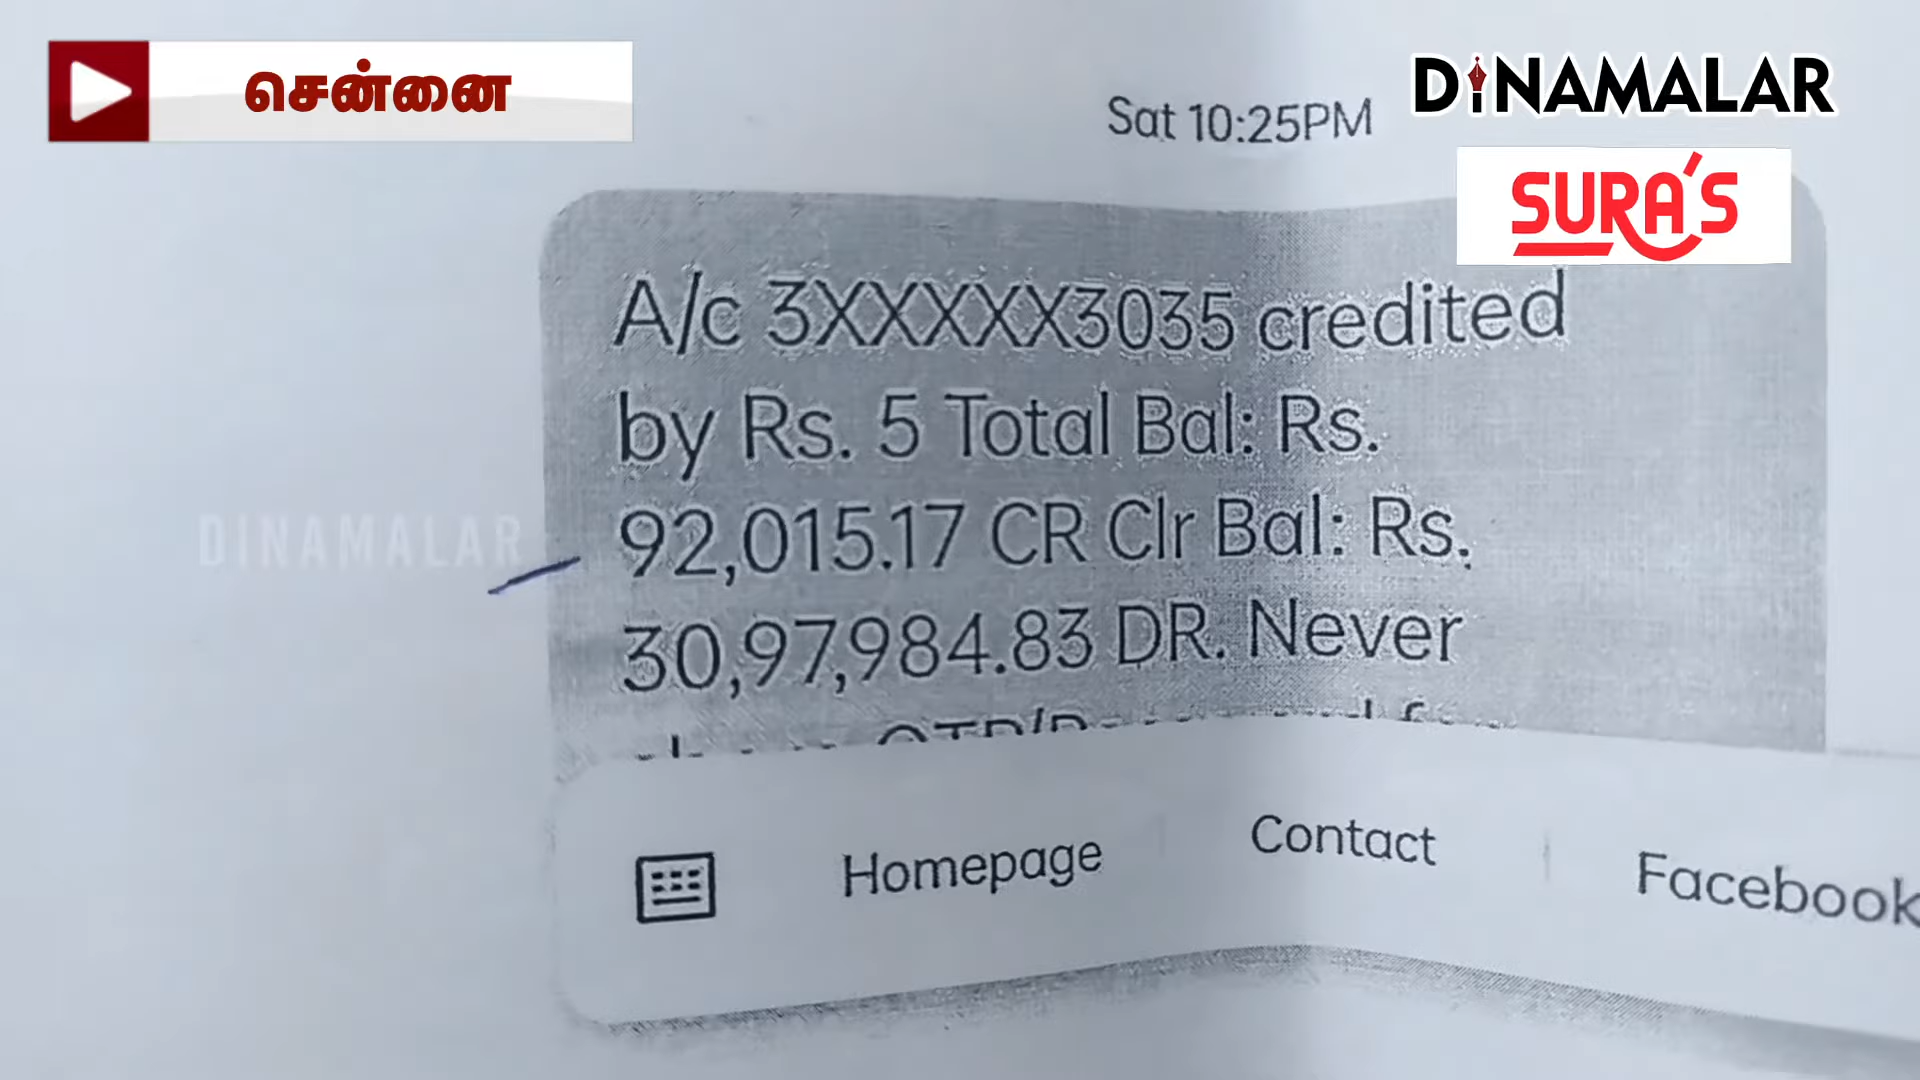 சென்னை
DINAMALAR
SURA'S
Sat 10:25PM
A/c 3XXXXX3035 credited
by Rs. 5 Total Bal: Rs.
92,015.17 CR Clr Bal: Rs.
30,97,984.83 DR. Never
DINAMALAR
Homepage
Contact
Facebook